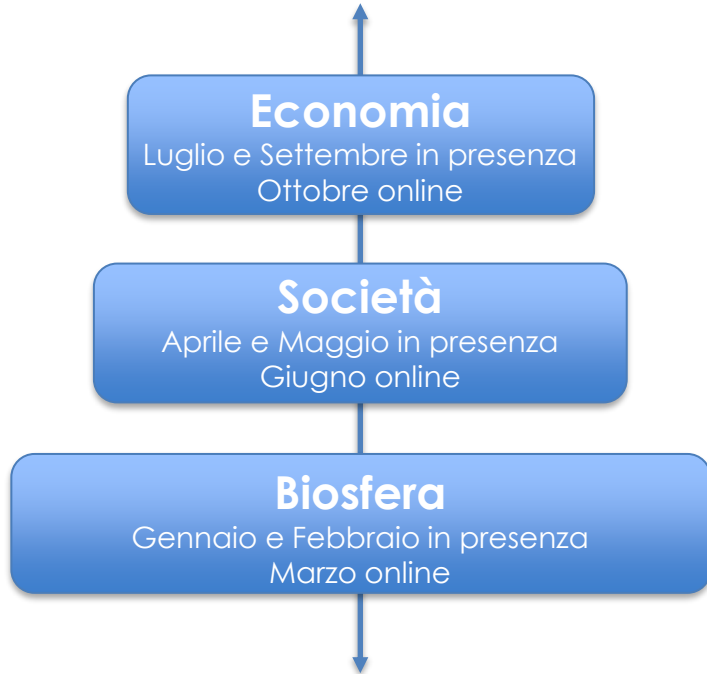 Economia
Luglio e Settembre in presenza
Ottobre online
Società
Aprile e Maggio in presenza
Giugno online
Biosfera
Gennaio e Febbraio in presenza
Marzo online